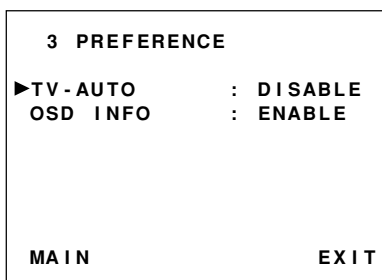 3 PREFERENCE
►TV-AUTO : DISABLE
OSD INFO : ENABLE
MAIN EXIT